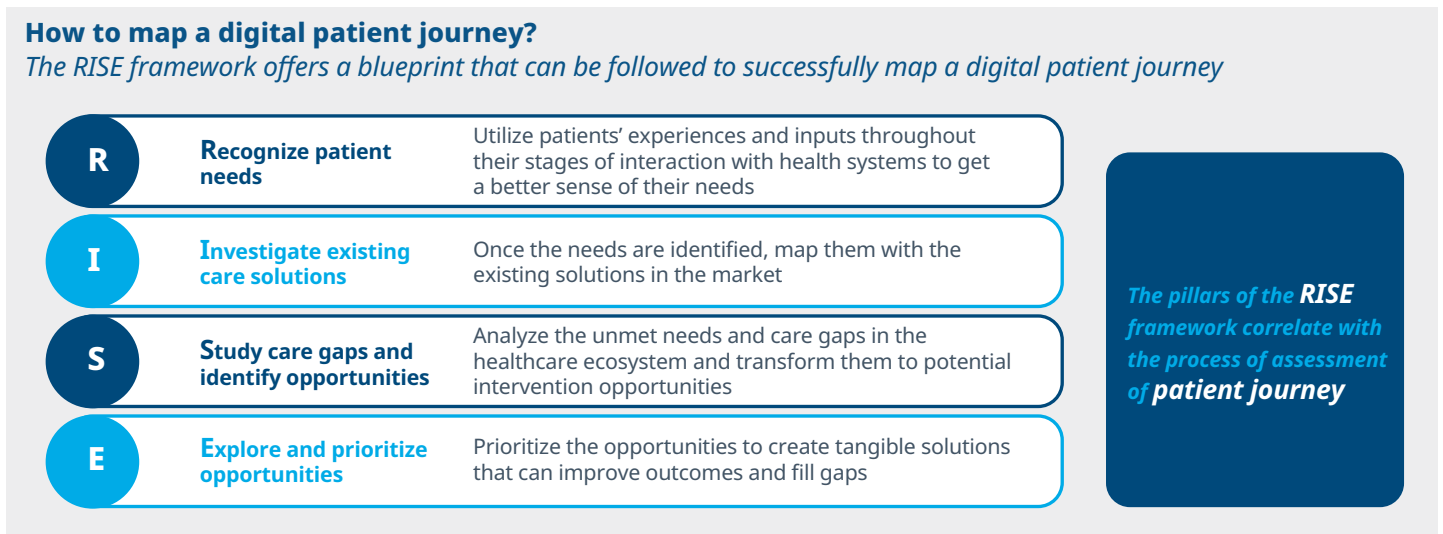 How to map a digital patient journey?
The RISE framework offers a blueprint that can be followed to successfully map a digital patient journey
R
Recognize patient
needs
Utilize patients’ experiences and inputs throughout
their stages of interaction with health systems to get
a better sense of their needs
I
Investigate existing
care solutions
Once the needs are identified, map them with the
existing solutions in the market
S
Study care gaps and
identify opportunities
Analyze the unmet needs and care gaps in the
healthcare ecosystem and transform them to potential
intervention opportunities
E
Explore and prioritize
opportunities
Prioritize the opportunities to create tangible solutions
that can improve outcomes and fill gaps
The pillars of the RISE
framework correlate with
the process of assessment
of patient journey